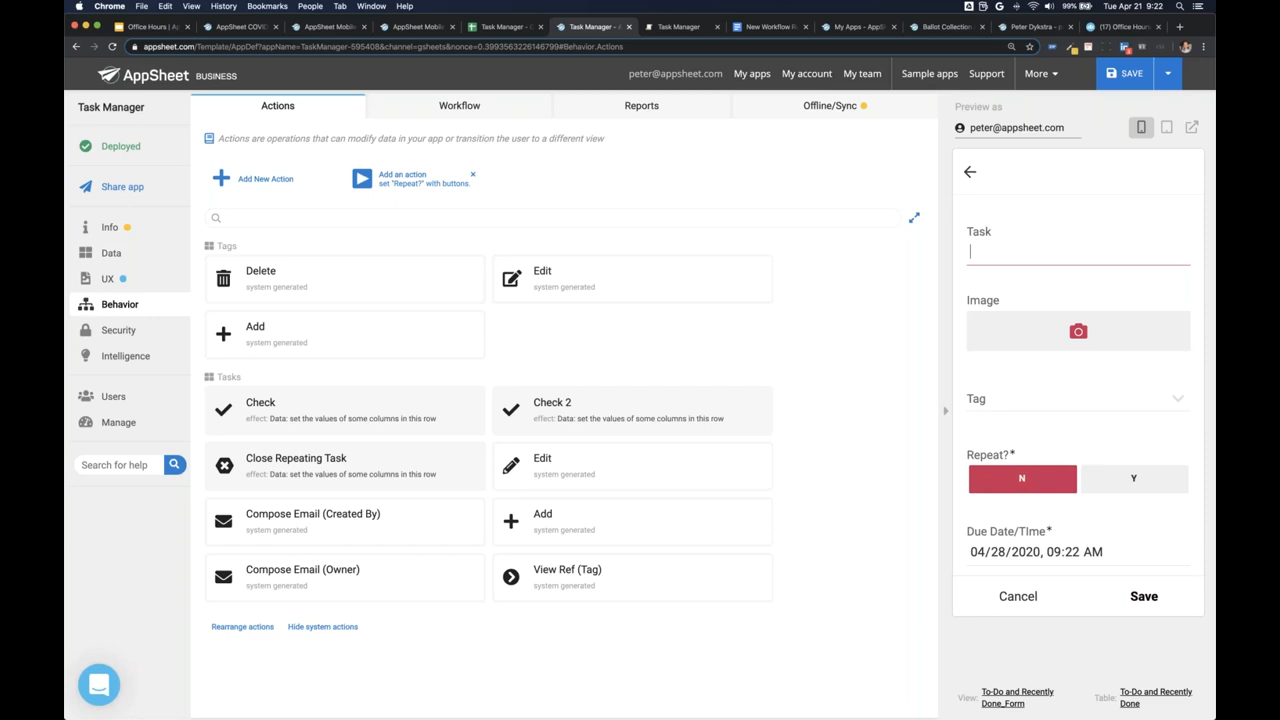 Chrome File Edit View History Bookmarks People Tab Window Help
99% Tue Apr 21 9:22
Office Hours | Ap
AppSheet COVID
AppSheet Mobile
AppSheet Mobile
Task Manager - G
Task Manager - A
Task Manager
New Workflow R
My Apps - AppS
Ballot Collection
Peter Dykstra - p
(17) Office Hours
appsheet.com/Template/AppDef?appName=TaskManager-595408&channel=gsheets&nonce=0.3993563226146799#Behavior.Actions
AppSheet BUSINESS
peter@appsheet.com My apps My account My team Sample apps Support More SAVE
Task Manager
Deployed
Share app
Info
Data
UX
Behavior
Security
Intelligence
Users
Manage
Search for help
Actions Workflow Reports Offline/Sync
Actions are operations that can modify data in your app or transition the user to a different view
Add New Action
Add an action
set "Repeat?" with buttons.
Tags
Delete
system generated
Edit
system generated
Add
system generated
Tasks
Check
effect: Data: set the values of some columns in this row
Check 2
effect: Data: set the values of some columns in this row
Close Repeating Task
effect: Data: set the values of some columns in this row
Edit
system generated
Compose Email (Created By)
system generated
Add
system generated
Compose Email (Owner)
system generated
View Ref (Tag)
system generated
Rearrange actions Hide system actions
Preview as
peter@appsheet.com
Task
Image
Tag
Repeat?*
N Y
Due Date/TIme*
04/28/2020, 09:22 AM
Cancel Save
View: To-Do and Recently
Done_Form
Table: To-Do and Recently
Done